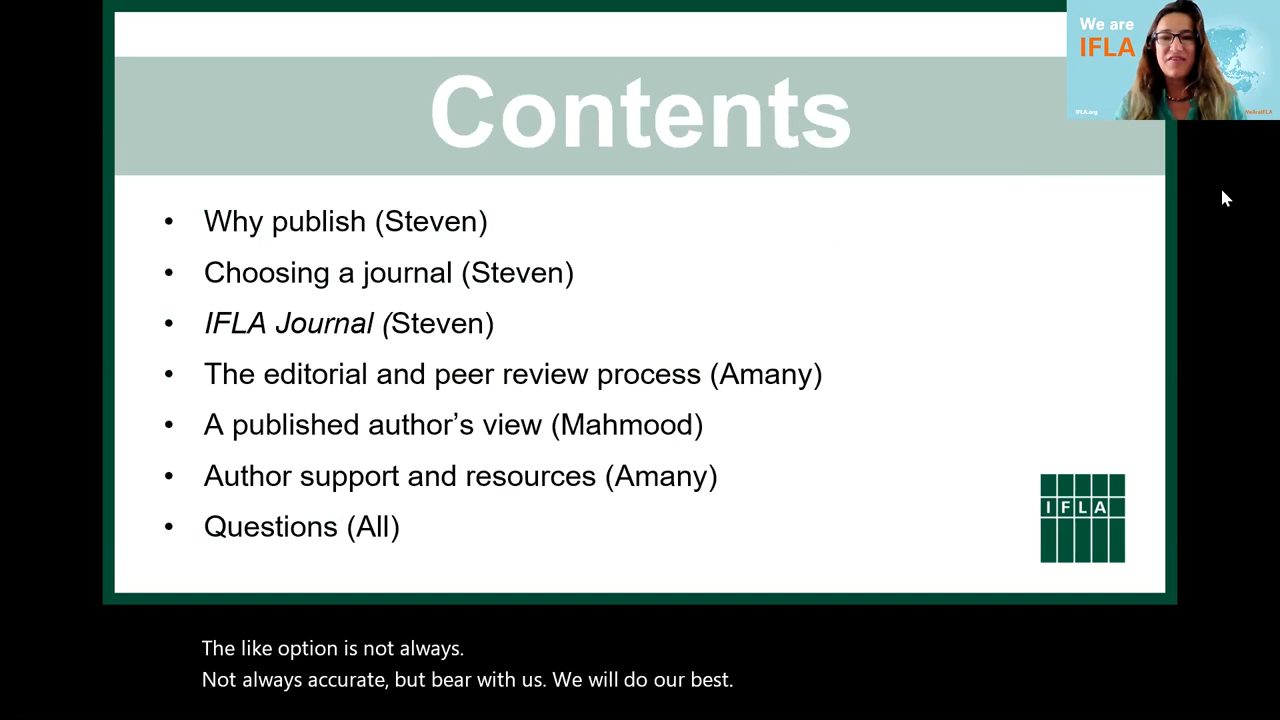 We are
IFLA
IFLA.org
#WeAreIFLA
Contents
• Why publish (Steven)
• Choosing a journal (Steven)
• IFLA Journal (Steven)
• The editorial and peer review process (Amany)
• A published author’s view (Mahmood)
• Author support and resources (Amany)
• Questions (All)
IFLA
The like option is not always.
Not always accurate, but bear with us. We will do our best.